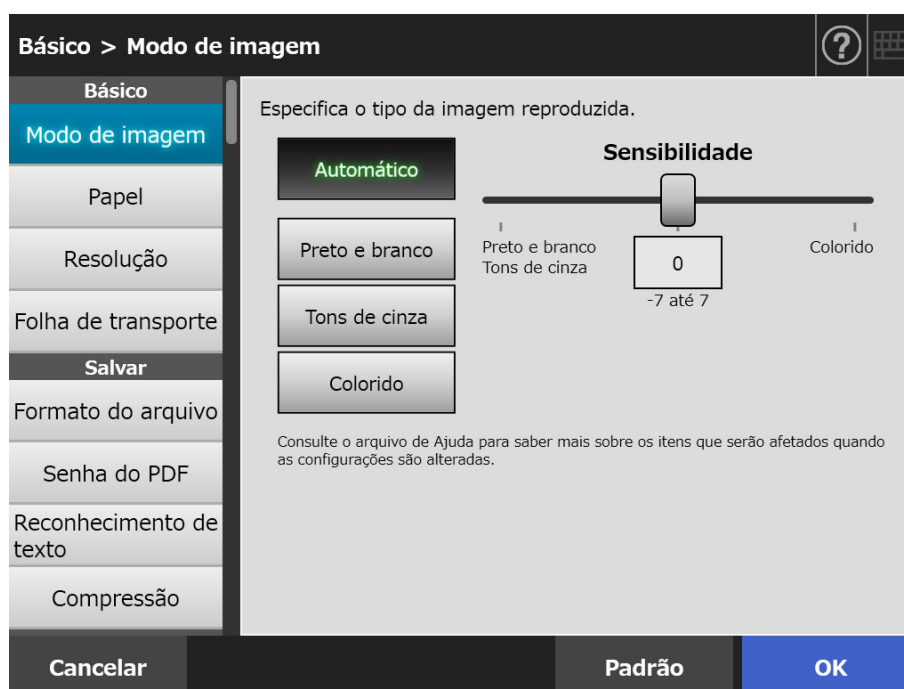 Básico > Modo de imagem
?
Básico
Modo de imagem
Papel
Resolução
Folha de transporte
Salvar
Formato do arquivo
Senha do PDF
Reconhecimento de
texto
Compressão
Especifica o tipo da imagem reproduzida.
Automático
Preto e branco
Tons de cinza
Colorido
Sensibilidade
Preto e branco
Tons de cinza
Colorido
0
-7 até 7
Consulte o arquivo de Ajuda para saber mais sobre os itens que serão afetados quando
as configurações são alteradas.
Cancelar
Padrão
OK